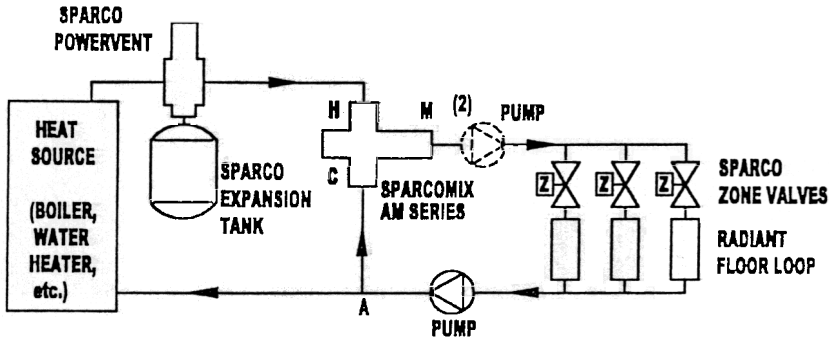 SPARCO
POWERVENT
HEAT
SOURCE
(BOILER,
WATER
HEATER,
etc.)
SPARCO
EXPANSION
TANK
H
M
C
(2)
PUMP
SPARCOMIX
AM SERIES
Z
Z
Z
SPARCO
ZONE VALVES
RADIANT
FLOOR LOOP
A
PUMP